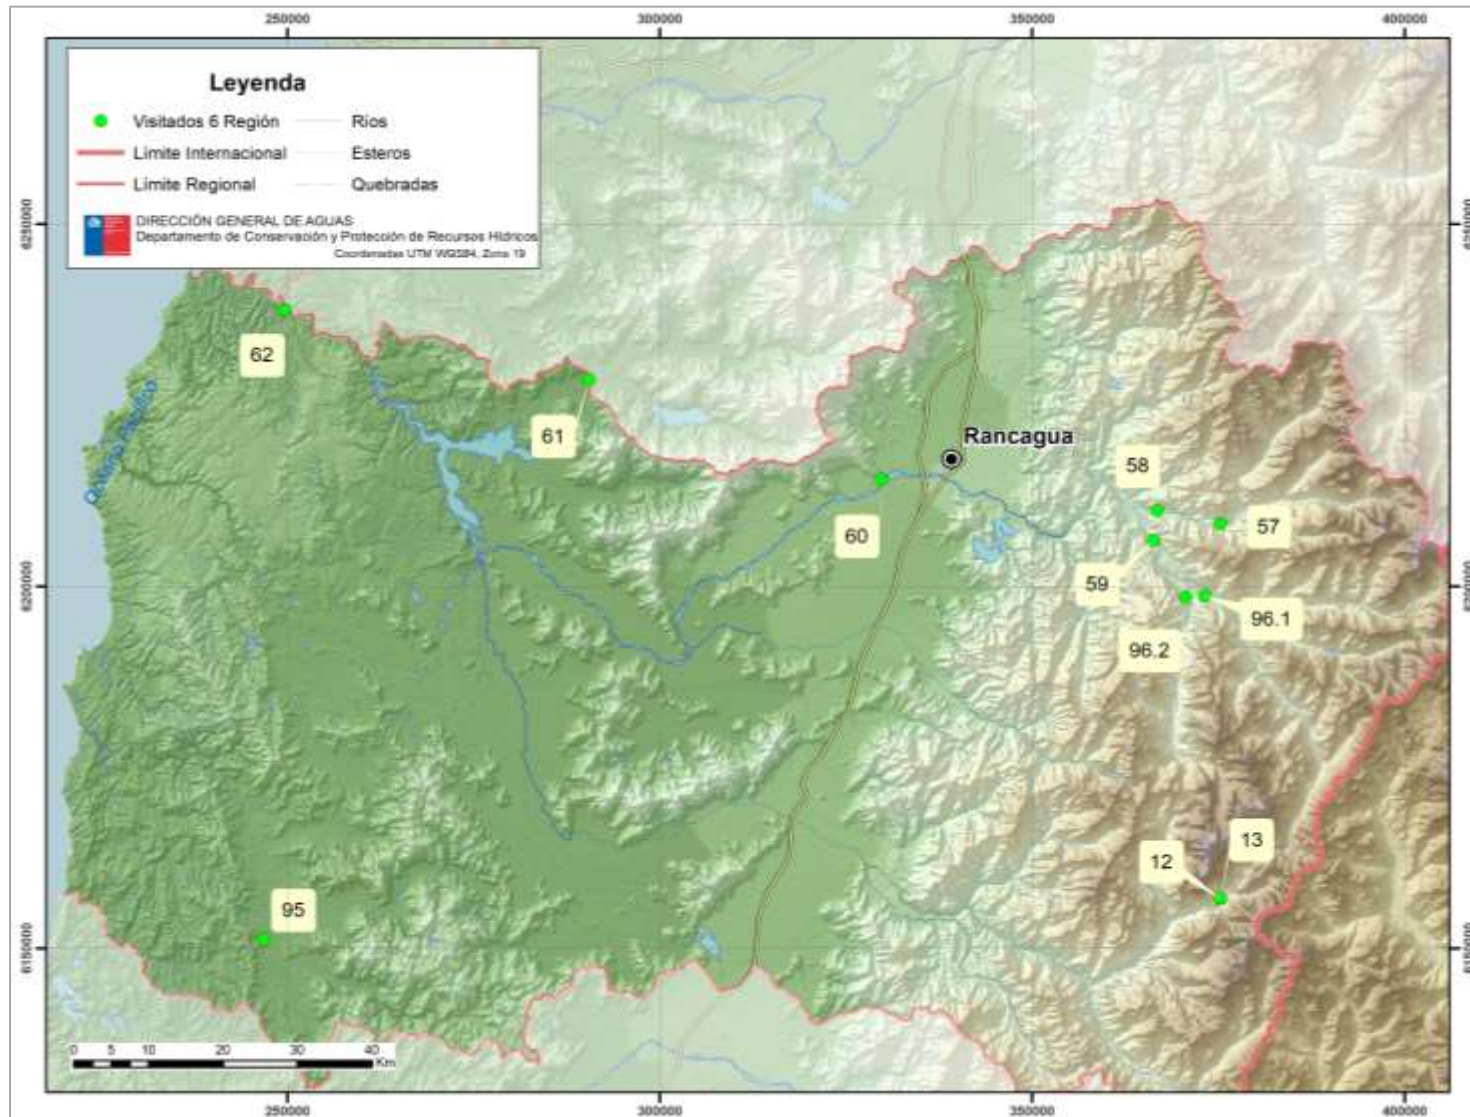 250000 300000 350000 400000
Leyenda
Visitados 6 Región Ríos
Límite Internacional Esteros
Límite Regional Quebradas
DIRECCIÓN GENERAL DE AGUAS
Departamento de Conservación y Protección de Recursos Hídricos
Coordenadas UTM WGS84, Zona 19
6250000 6250000
62
61
Rancagua
58
57
60
59
6200000
96.1
96.2
13
12
95
6150000 6150000
0 5 10 20 30 40
Km
250000 300000 350000 400000